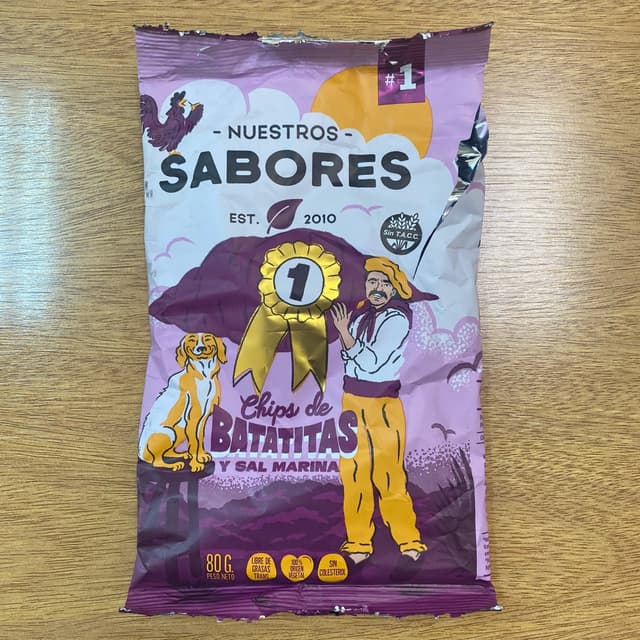 #1
- NUESTROS -
SABORES
EST. 2010
Sin T.A.C.C.
1
Chips de
BATATITAS
Y SAL MARINA
80 G.
PESO NETO
LIBRE DE
GRASAS
TRANS
100%
ORIGEN
VEGETAL
SIN
COLESTEROL